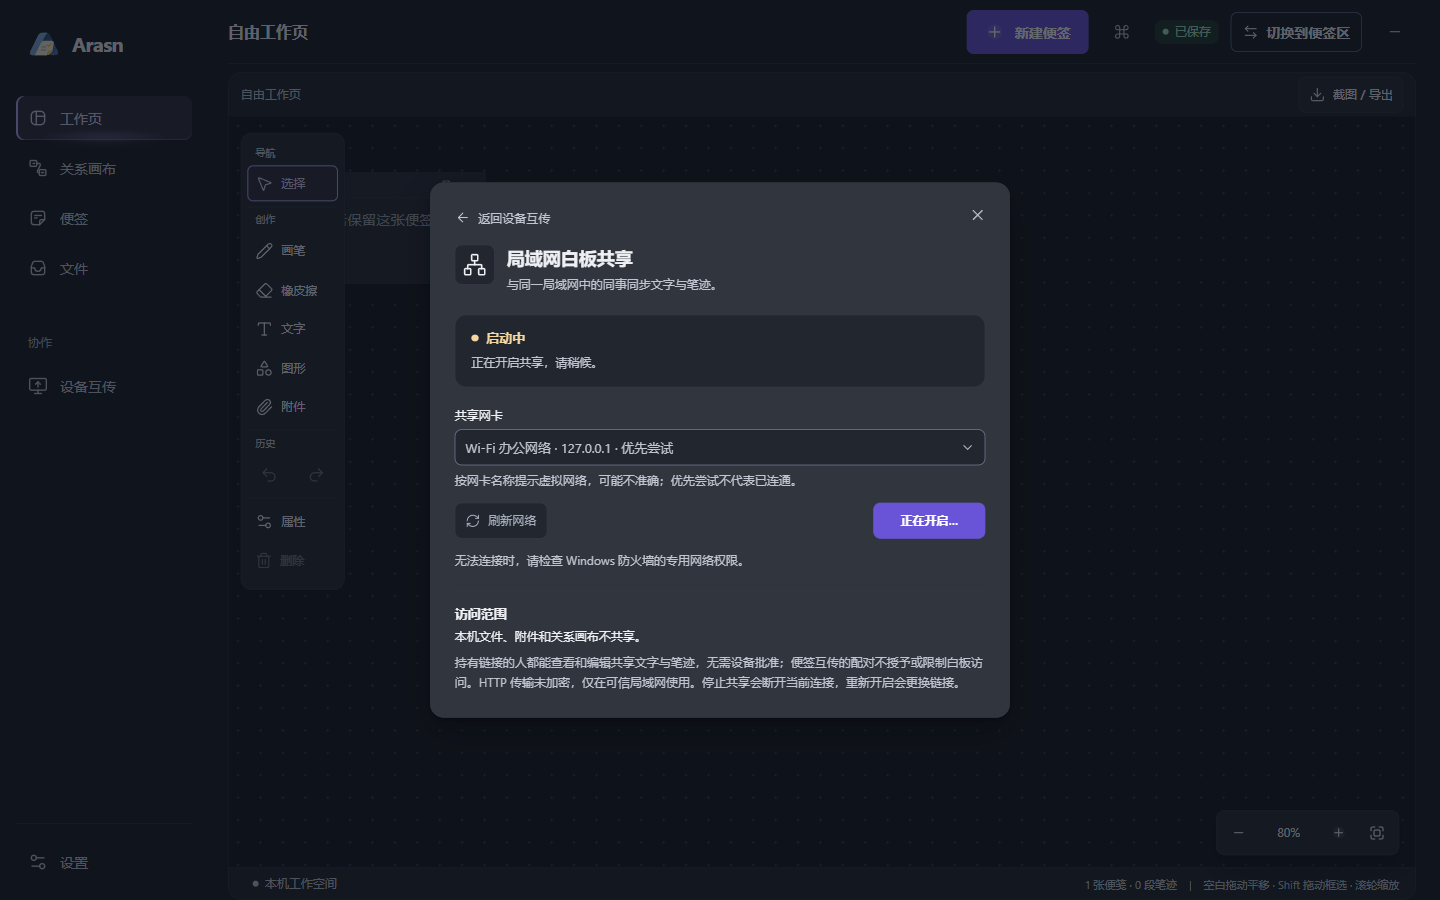 Arasn
自由工作页
新建便签
已保存
切换到便签区
工作页
关系画布
便签
文件
协作
设备互传
设置
自由工作页
截图 / 导出
导航
选择
创作
画笔
橡皮擦
文字
图形
附件
历史
属性
删除
保留这张便签
返回设备互传
局域网白板共享
与同一局域网中的同事同步文字与笔迹。
启动中
正在开启共享，请稍候。
共享网卡
Wi-Fi 办公网络 · 127.0.0.1 · 优先尝试
按网卡名称提示虚拟网络，可能不准确；优先尝试不代表已连通。
刷新网络
正在开启...
无法连接时，请检查 Windows 防火墙的专用网络权限。
访问范围
本机文件、附件和关系画布不共享。
持有链接的人都能查看和编辑共享文字与笔迹，无需设备批准；便签互传的配对不授予或限制白板访
问。HTTP 传输未加密，仅在可信局域网使用。停止共享会断开当前连接，重新开启会更换链接。
80%
本机工作空间
1 张便笺 · 0 段笔迹 | 空白拖动平移 · Shift 拖动框选 · 滚轮缩放